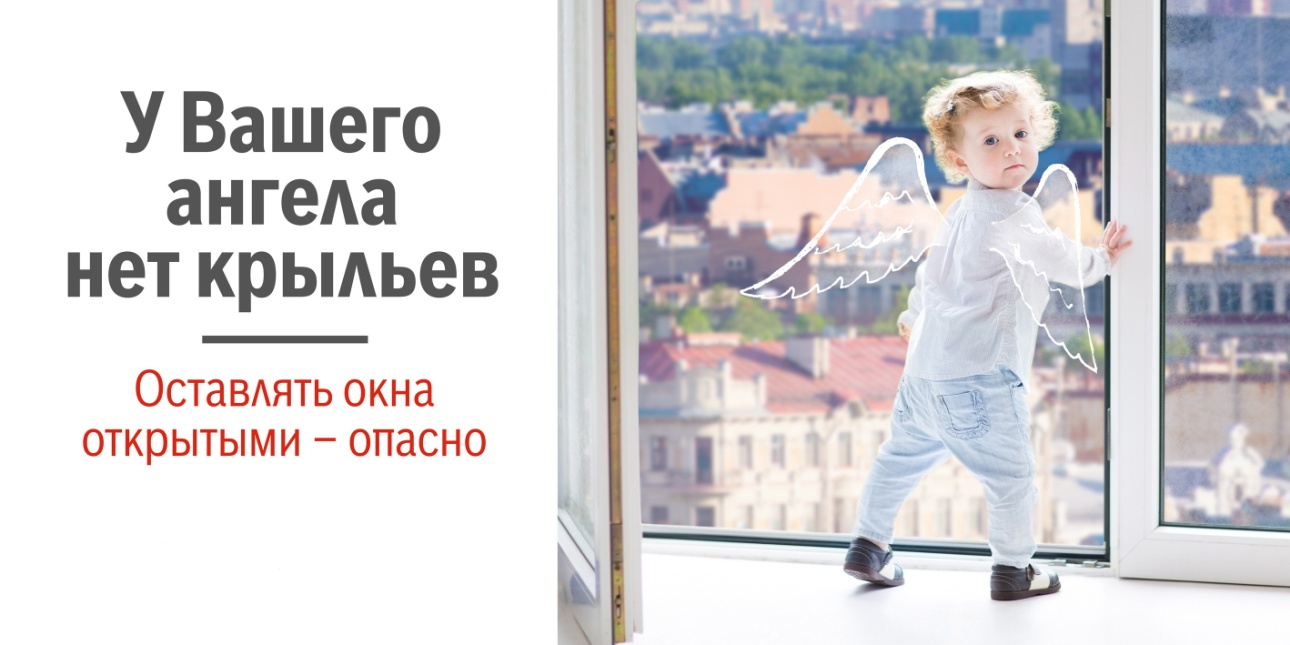 У Вашего
ангела
нет крыльев
Оставлять окна
открытыми – опасно